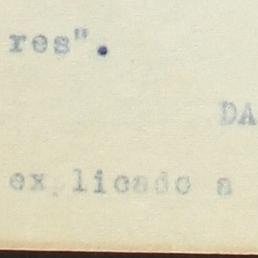 res".
DA
ex licado a